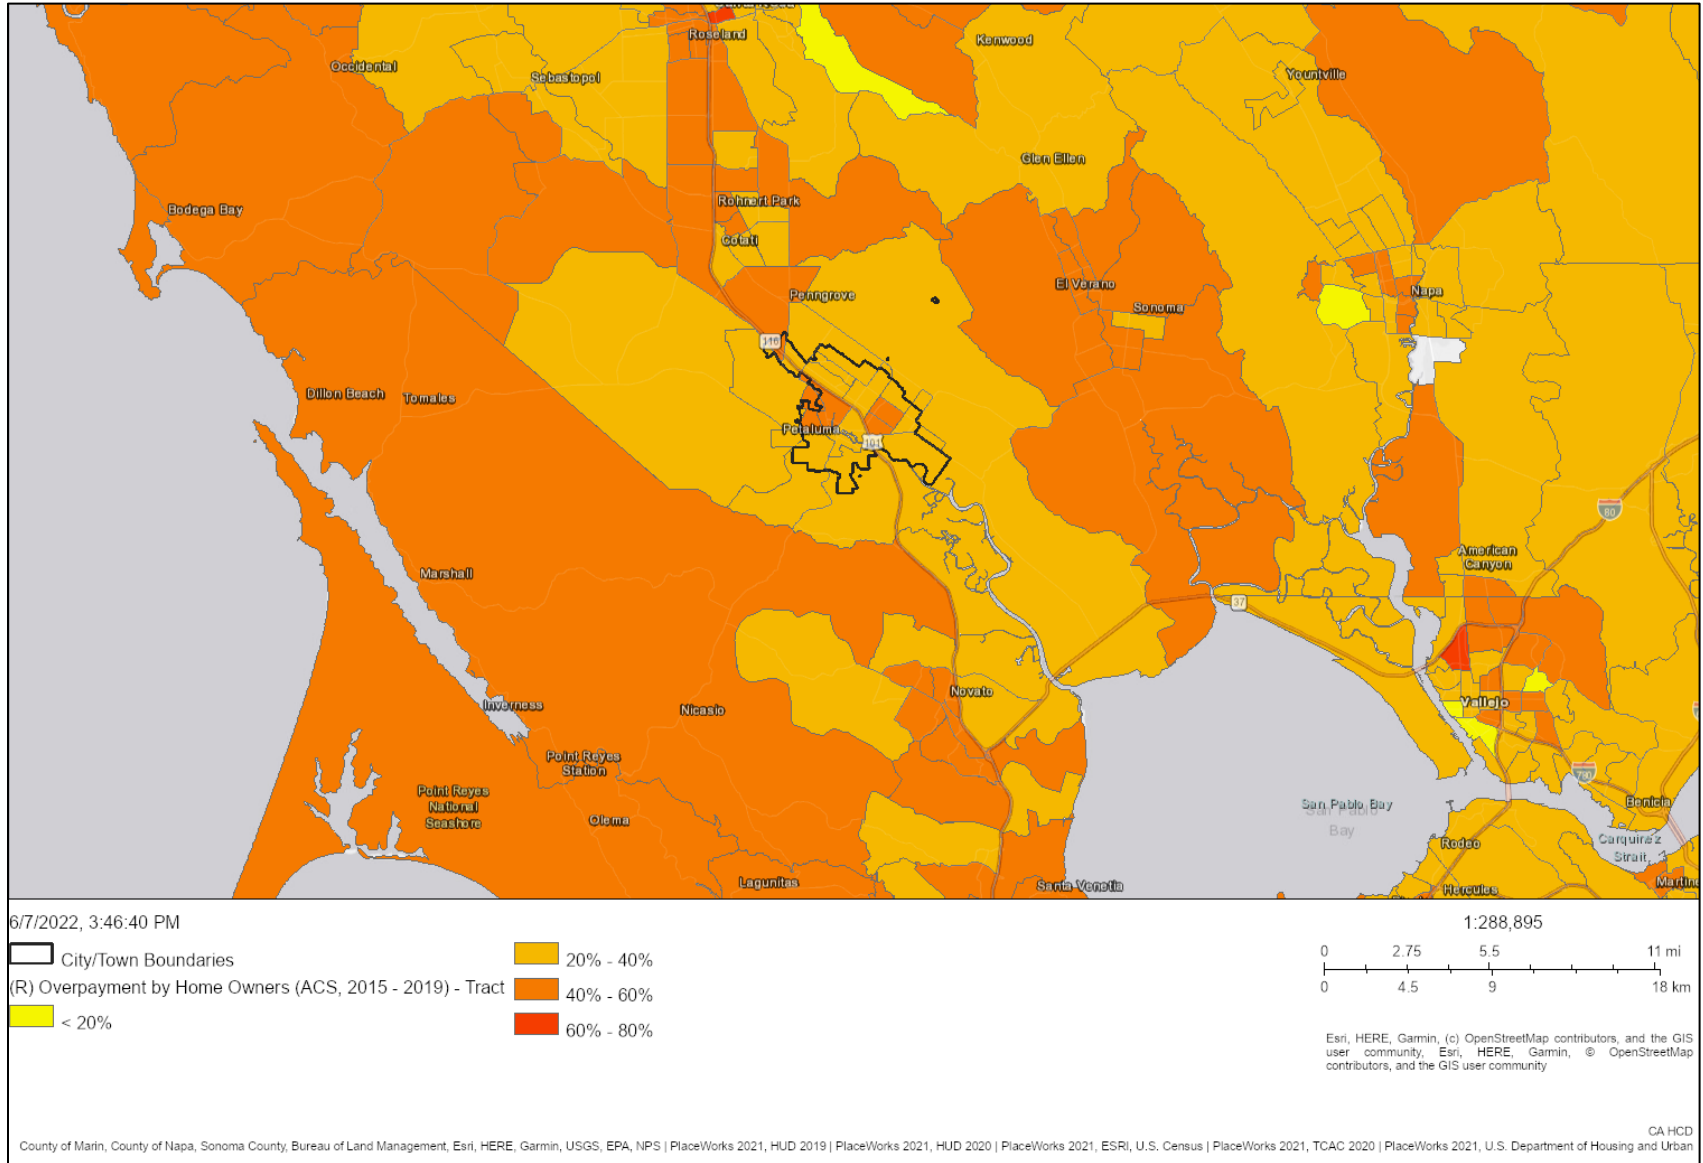 Roseland
Kenwood
Occidental
Sebastopol
Yountville
Glen Ellen
Bodega Bay
Rohnert Park
Cotati
Penngrove
El Verano
Sonoma
Napa
116
Dillon Beach
Tomales
Petaluma
101
80
American
Canyon
Marshall
37
Novato
Vallejo
Inverness
Nicasio
Point Reyes
Station
780
Point Reyes
National
Seashore
Olema
San Pablo Bay
San Pablo
Bay
Benicia
Rodeo
Carquinez
Strait
Lagunitas
Santa Venetia
Hercules
Martine
6/7/2022, 3:46:40 PM
City/Town Boundaries
(R) Overpayment by Home Owners (ACS, 2015 - 2019) - Tract
< 20%
20% - 40%
40% - 60%
60% - 80%
1:288,895
0 2.75 5.5 11 mi
0 4.5 9 18 km
Esri, HERE, Garmin, (c) OpenStreetMap contributors, and the GIS
user community, Esri, HERE, Garmin, © OpenStreetMap
contributors, and the GIS user community
CA HCD
County of Marin, County of Napa, Sonoma County, Bureau of Land Management, Esri, HERE, Garmin, USGS, EPA, NPS | PlaceWorks 2021, HUD 2019 | PlaceWorks 2021, HUD 2020 | PlaceWorks 2021, ESRI, U.S. Census | PlaceWorks 2021, TCAC 2020 | PlaceWorks 2021, U.S. Department of Housing and Urban